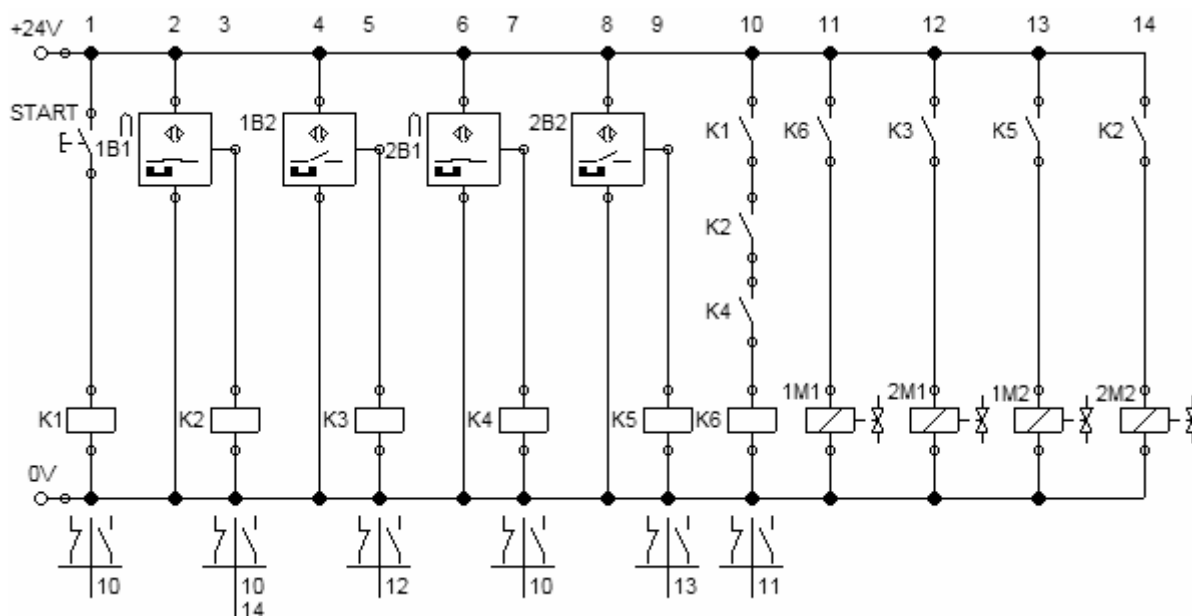 +24V 1 2 3 4 5 6 7 8 9 10 11 12 13 14
START 1B1 1B2 2B1 2B2 K1 K6 K3 K5 K2
K2
K4
1M1 2M1 1M2 2M2
K1 K2 K3 K4 K5 K6
0V
10 10 12 10 13 11
14